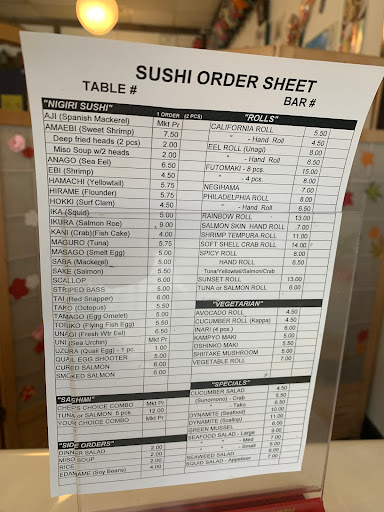 SUSHI ORDER SHEET
TABLE #
BAR #
"NIGIRI SUSHI" 1 ORDER (2 PCS)
AJI (Spanish Mackerel) Mkt Pr
AMAEBI (Sweet Shrimp) 7.50
Deep fried heads (2 pcs) 2.00
Miso Soup w/2 heads 2.00
ANAGO (Sea Eel) 6.50
EBI (Shrimp) 4.50
HAMACHI (Yellowtail) 5.75
HIRAME (Flounder) 5.75
HOKKI (Surf Clam) 4.50
IKA (Squid) 5.00
IKURA (Salmon Roe) 9.00
KANI (Crab)(Fish Cake) 4.00
MAGURO (Tuna) 5.75
MASAGO (Smelt Egg) 5.00
SABA (Mackerel) 5.00
SAKE (Salmon) 5.50
SCALLOP 6.00
STRIPED BASS 5.00
TAI (Red Snapper) 6.00
TAKO (Octopus) 5.50
TAMAGO (Egg Omelet) 5.00
TOBIKO (Flying Fish Egg) 5.50
UNAGI (Fresh Wtr Eel) 6.50
UNI (Sea Urchin) Mkt Pr
UZURA (Quail Egg) - 1 pc 1.00
QUAIL EGG SHOOTER 5.00
CURED SALMON 6.00
SMOKED SALMON 6.00
"SASHIMI"
CHEF'S CHOICE COMBO Mkt Pr
TUNA or SALMON 5 pcs. 12.00
YOUR CHOICE COMBO Mkt Pr
"SIDE ORDERS"
DINNER SALAD 2.00
MISO SOUP 2.00
RICE 2.00
EDAMAME (Soy Beans) 4.00
"ROLLS"
CALIFORNIA ROLL 5.50
" - Hand Roll 4.50
EEL ROLL (Unagi) 8.00
" - Hand Roll 6.50
FUTOMAKI - 8 pcs. 15.00
" - 4 pcs. 8.00
NEGIHAMA 7.00
PHILADELPHIA ROLL 8.00
" - Hand Roll 6.50
RAINBOW ROLL 13.00
SALMON SKIN HAND ROLL 7.00
SHRIMP TEMPURA ROLL 11.00
SOFT SHELL CRAB ROLL 14.00
SPICY ROLL 8.00
HAND ROLL 6.50
Tuna/Yellowtail/Salmon/Crab
SUNSET ROLL 13.00
TUNA or SALMON ROLL 6.00
"VEGETARIAN"
AVOCADO ROLL 4.50
CUCUMBER ROLL (Kappa) 4.50
INARI (4 pcs.) 6.00
KAMPYO MAKI 5.00
OSHINKO MAKI 5.50
SHIITAKE MUSHROOM 5.00
VEGETABLE ROLL 7.00
"SPECIALS"
CUCUMBER SALAD 4.50
(Sunomono) - Crab 5.50
- Tako 6.50
DYNAMITE (Seafood) 10.00
DYNAMITE (Scallop) 11.00
GREEN MUSSEL 6.00
SEAFOOD SALAD - Large 9.00
" - Med 7.00
" - Small 5.00
SEAWEED SALAD 6.00
SQUID SALAD - Appetizer 7.00